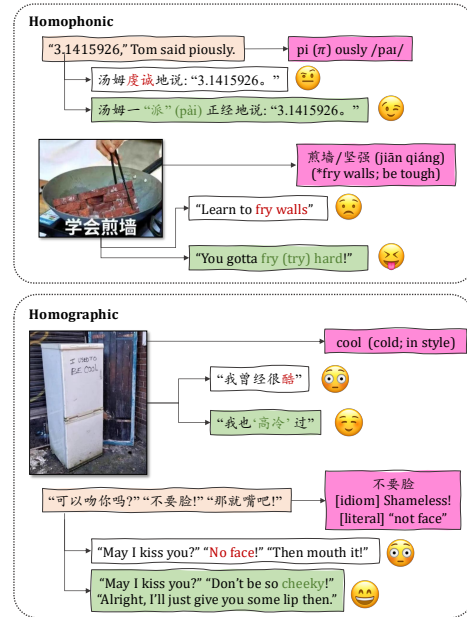 Homophonic
“3.1415926,” Tom said piously.
pi (π) ously /paɪ/
汤姆虔诚地说: “3.1415926。”
汤姆一 “派” (pài) 正经地说: “3.1415926。”
学会煎墙
煎墙/坚强 (jiān qiáng)
(*fry walls; be tough)
“Learn to fry walls”
“You gotta fry (try) hard!”
Homographic
I USED TO
BE COOL
cool (cold; in style)
“我曾经很酷”
“我也‘高冷’过”
“可以吻你吗?” “不要脸!” “那就嘴吧!”
不要脸
[idiom] Shameless!
[literal] “not face”
“May I kiss you?” “No face!” “Then mouth it!”
“May I kiss you?” “Don’t be so cheeky!”
“Alright, I’ll just give you some lip then.”